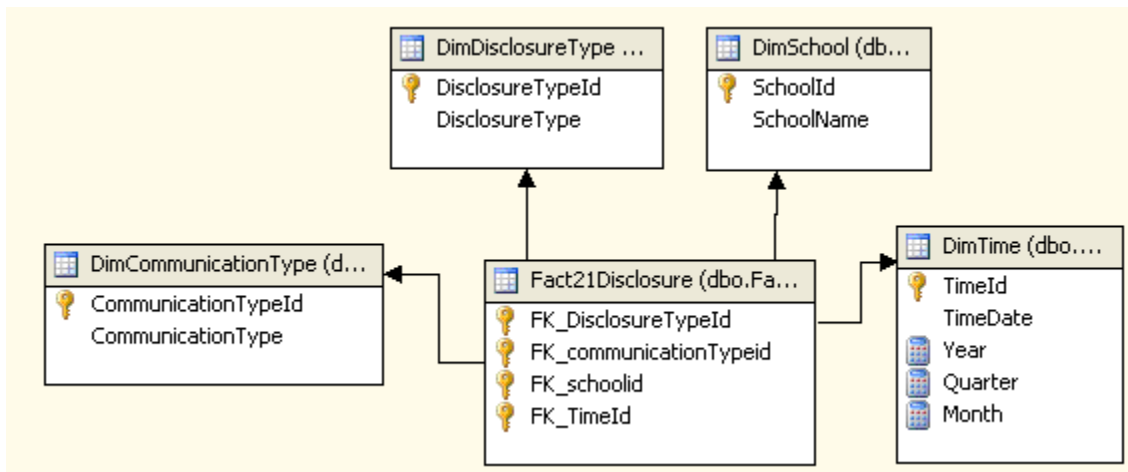 DimDisclosureType ...
DisclosureTypeId
DisclosureType
DimSchool (db...
SchoolId
SchoolName
DimCommunicationType (d...
CommunicationTypeId
CommunicationType
Fact21Disclosure (dbo.Fa...
FK_DisclosureTypeId
FK_communicationTypeid
FK_schoolid
FK_TimeId
DimTime (dbo....
TimeId
TimeDate
Year
Quarter
Month